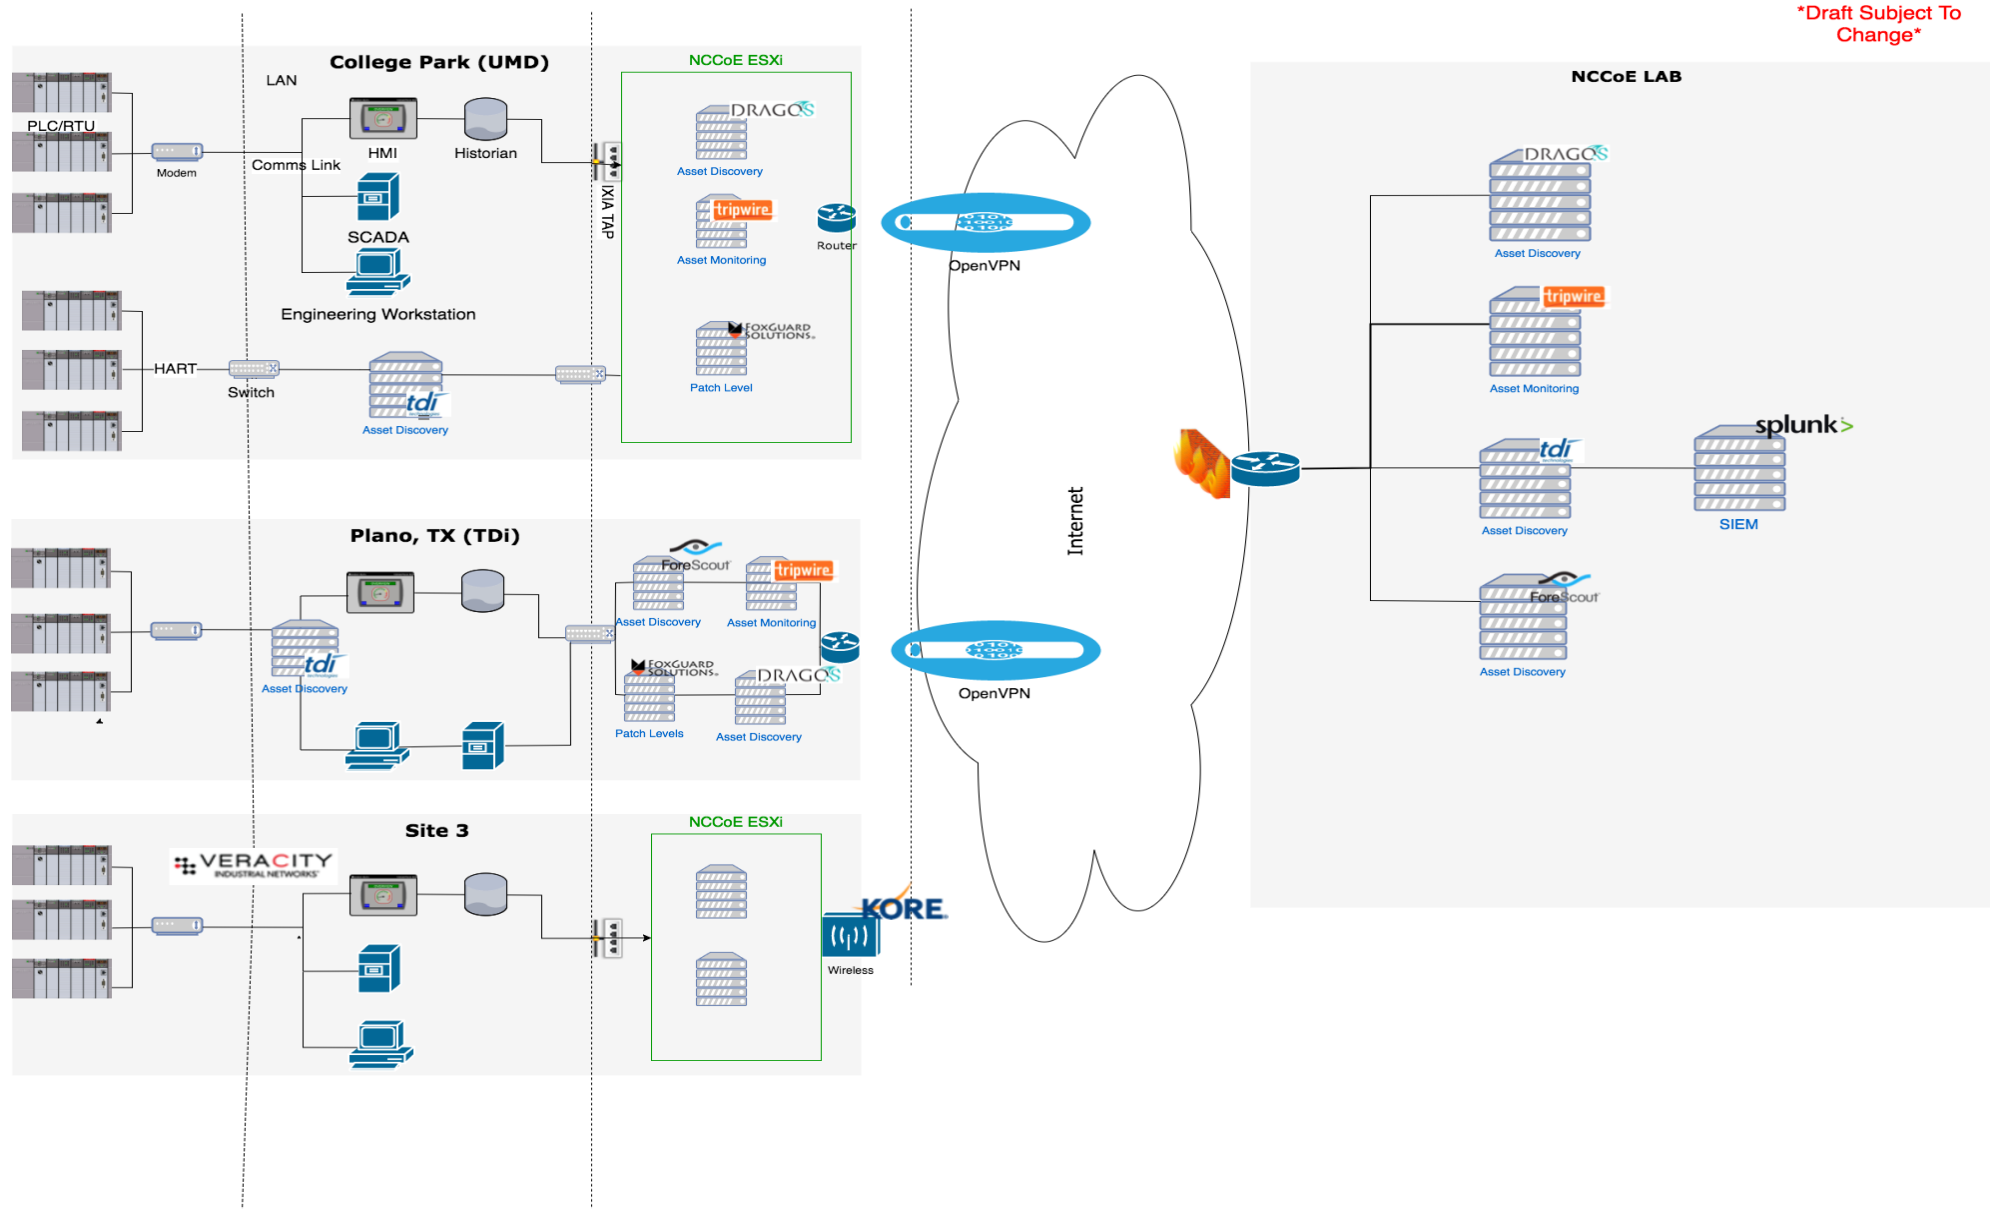 *Draft Subject To
Change*
College Park (UMD)
NCCoE ESXi
LAN
PLC/RTU
Modem
Comms Link
HMI
Historian
SCADA
Engineering Workstation
HART
Switch
tdi
technologies
Asset Discovery
IXIA TAP
DRAGOS
Asset Discovery
tripwire
Asset Monitoring
FOXGUARD
SOLUTIONS
Patch Level
Router
OpenVPN
Plano, TX (TDi)
tdi
technologies
Asset Discovery
ForeScout
Asset Discovery
tripwire
Asset Monitoring
FOXGUARD
SOLUTIONS
Patch Levels
DRAGOS
Asset Discovery
OpenVPN
Site 3
NCCoE ESXi
VERACITY
INDUSTRIAL NETWORKS
KORE
Wireless
Internet
NCCoE LAB
DRAGOS
Asset Discovery
tripwire
Asset Monitoring
tdi
Asset Discovery
splunk>
SIEM
ForeScout
Asset Discovery